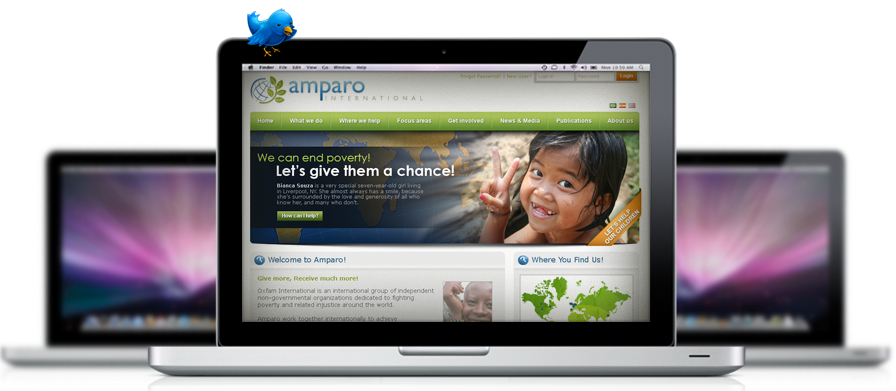 Finder File Edit View Go Window Help
Mon 10:59 AM
Forgot Password? | New User?
Login
amparo
INTERNATIONAL
Home What we do Where we help Focus areas Get involved News & Media Publications About us
We can end poverty!
Let's give them a chance!
Bianca Souza is a very special seven-year-old girl living
in Liverpool, NY. She almost always has a smile, because
she's surrounded by the love and generosity of all who
know her, and many who don't.
How can I help?
LET'S HELP
OUR CHILDREN
Welcome to Amparo!
Where You Find Us!
Give more, Receive much more!
Oxfam International is an international group of independent
non-governmental organizations dedicated to fighting
poverty and related injustice around the world.
Amparo work together internationally to achieve